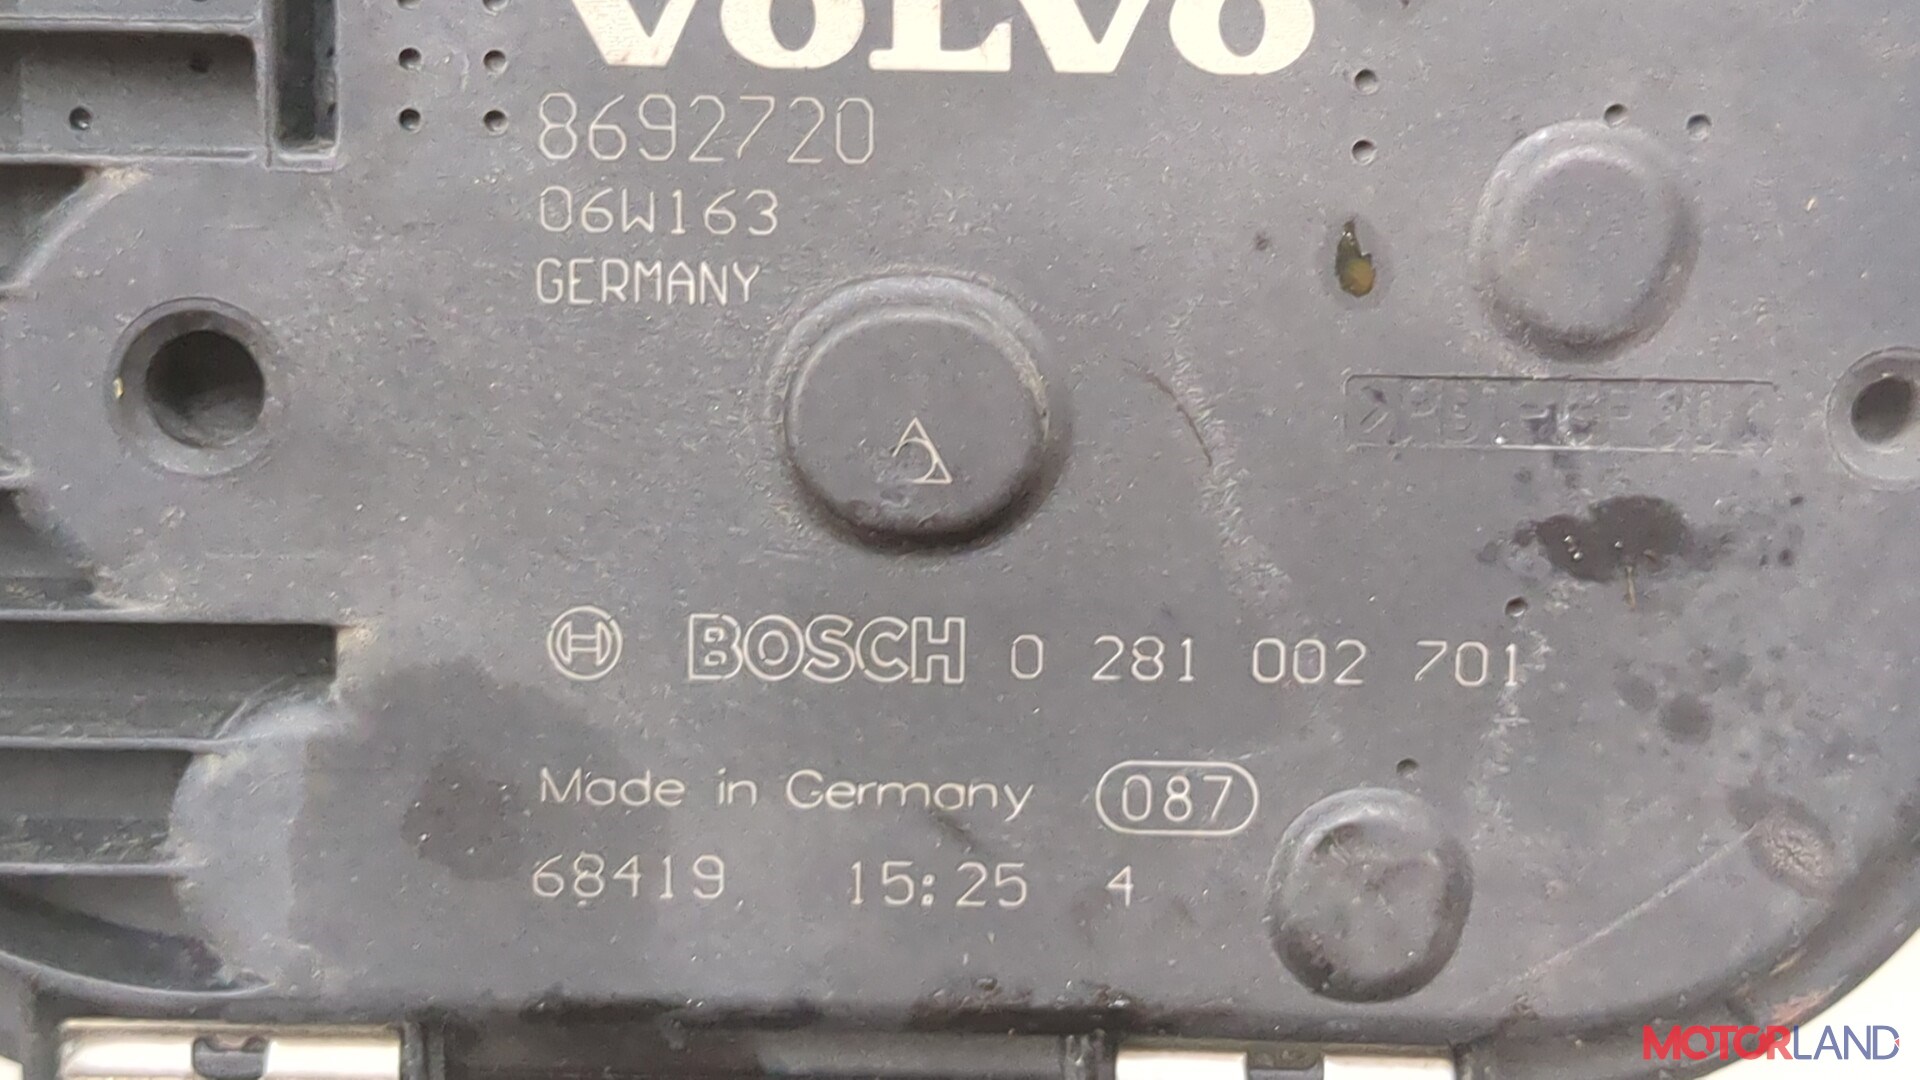 VOLVO
8692720
06W163
GERMANY
BOSCH 0 281 002 701
Made in Germany 087
68419 15:25 4
MOTORLAND